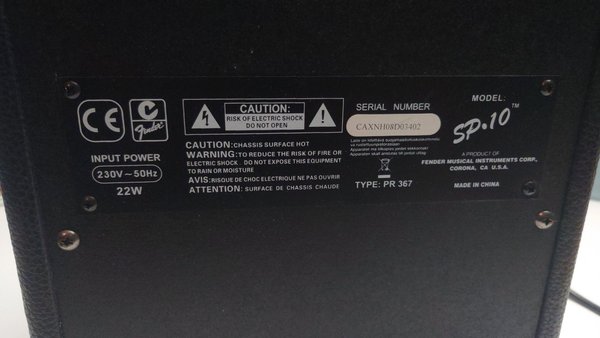 CE
N
Fender
INPUT POWER
230V～50Hz
22W
CAUTION:
RISK OF ELECTRIC SHOCK
DO NOT OPEN
CAUTION:CHASSIS SURFACE HOT
WARNING:TO REDUCE THE RISK OF FIRE OR
ELECTRIC SHOCK . DO NOT EXPOSE THIS EQUIPMENT
TO RAIN OR MOISTURE
AVIS:RISQUE DE CHOC ELECTRIQUE NE PAS OUVRIR
ATTENTION: SURFACE DE CHASSIS CHAUDE
SERIAL NUMBER
CAXNH08D03402
TYPE: PR 367
MODEL:
SP.10™
A PRODUCT OF
FENDER MUSICAL INSTRUMENTS CORP,
CORONA, CA U.S.A.
MADE IN CHINA